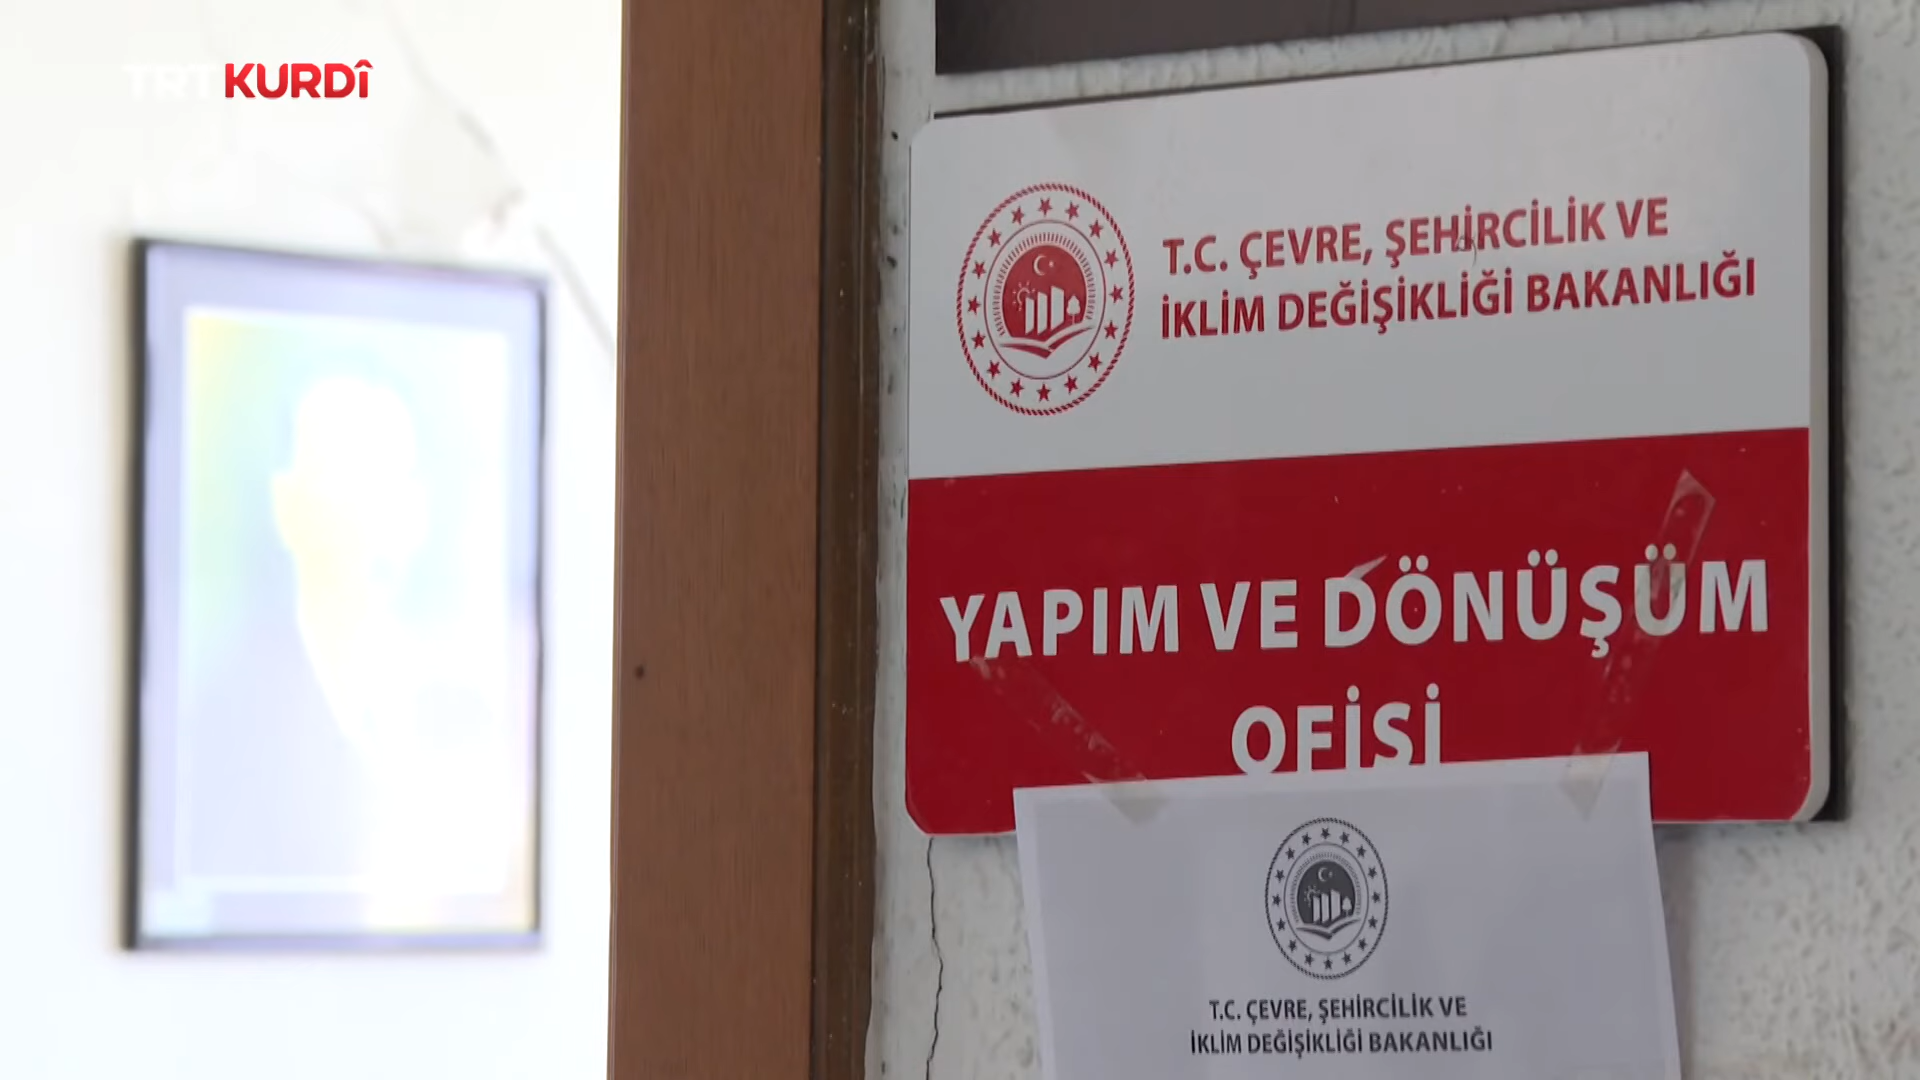 TRT KURDÎ
T.C. ÇEVRE, ŞEHİRCİLİK VE
İKLİM DEĞİŞİKLİĞİ BAKANLIĞI
YAPIM VE DÖNÜŞÜM
OFİSİ
T.C. ÇEVRE, ŞEHİRCİLİK VE
İKLİM DEĞİŞİKLİĞİ BAKANLIĞI